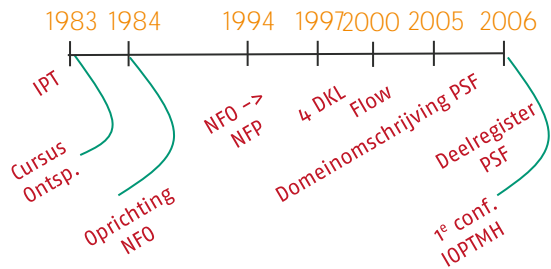 1983 1984 1994 1997 2000 2005 2006
IPT
Cursus
Ontsp.
Oprichting
NFO
NFO ->
NFP
4 DKL
Flow
Domeinomschrijving PSF
Deelregister
PSF
1e conf.
IOPTMH